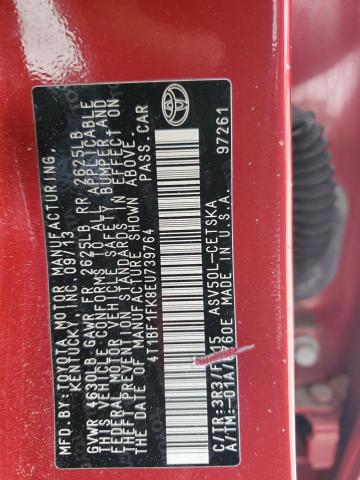 MFD. BY: TOYOTA MOTOR MANUFACTURING,
KENTUCKY, INC. 09/13
GVWR 4630LB GAWR FR 2625LB RR 2625LB
THIS VEHICLE CONFORMS TO ALL APPLICABLE
FEDERAL MOTOR VEHICLE SAFETY, BUMPER, AND
THEFT PREVENTION STANDARDS IN EFFECT ON
THE DATE OF MANUFACTURE SHOWN ABOVE.
4T1BF1FK8EU739764 PASS.CAR
C/TR: 3R3/ 15 ASV50L-CETSKA
A/TM:-01A/ 60E MADE IN U.S.A. 97261